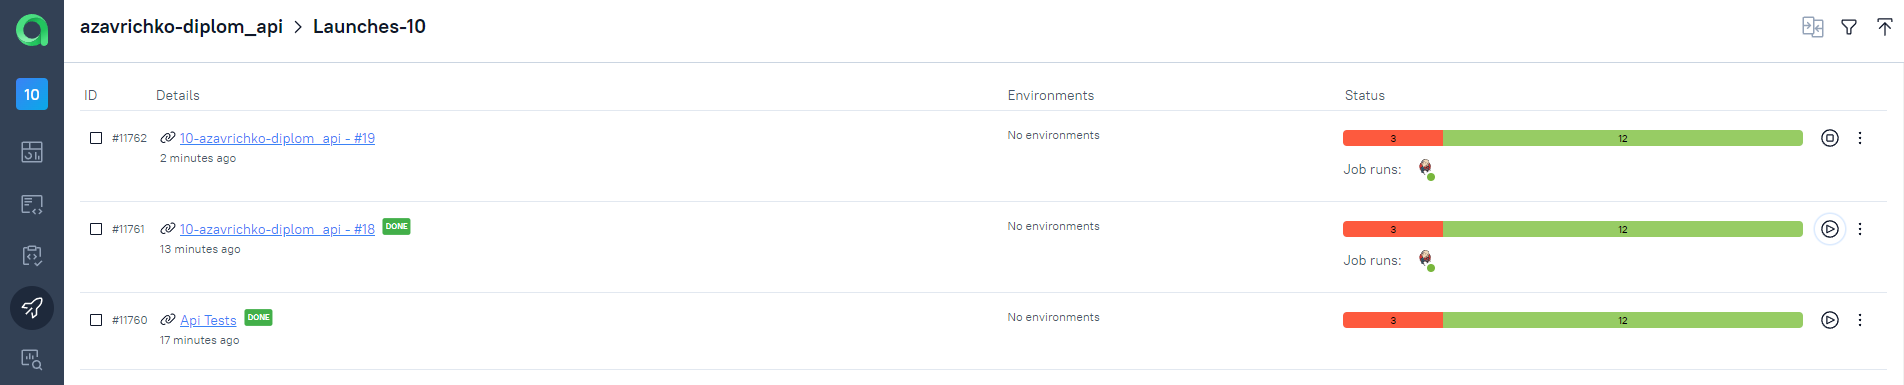 azavrichko-diplom_api > Launches-10
10
ID Details Environments Status
#11762 10-azavrichko-diplom_api - #19 No environments 3 12
2 minutes ago
Job runs:
#11761 10-azavrichko-diplom_api - #18 DONE No environments 3 12
13 minutes ago
Job runs:
#11760 Api Tests DONE No environments 3 12
17 minutes ago